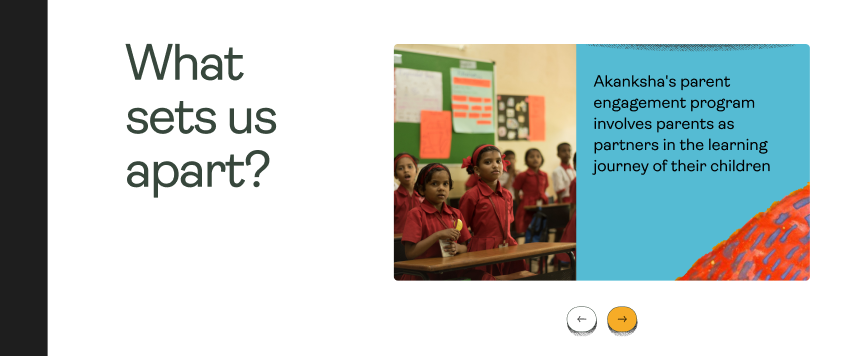 What
sets us
apart?
Akanksha's parent
engagement program
involves parents as
partners in the learning
journey of their children